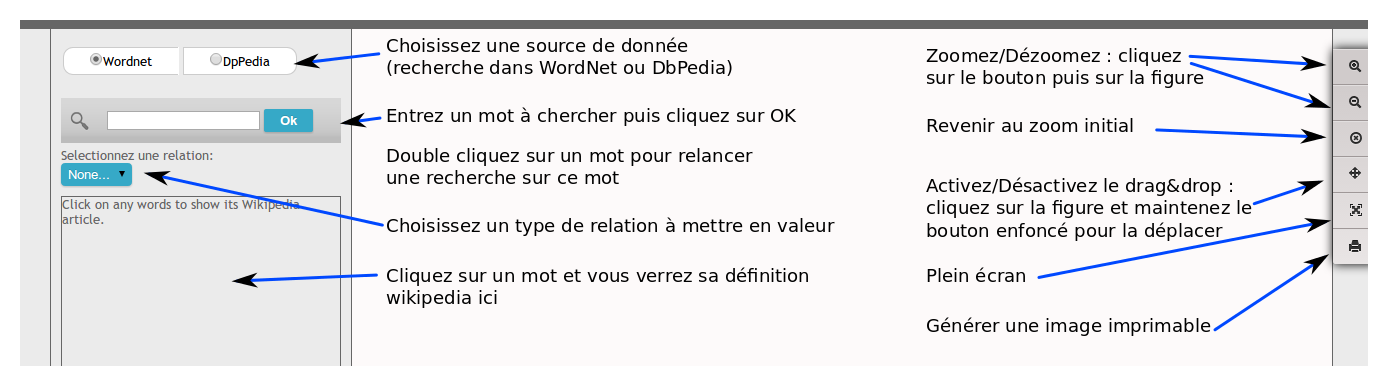 Wordnet
DpPedia
Ok
Selectionnez une relation:
None...
Click on any words to show its Wikipedia
article.
Choisissez une source de donnée
(recherche dans WordNet ou DbPedia)
Entrez un mot à chercher puis cliquez sur OK
Double cliquez sur un mot pour relancer
une recherche sur ce mot
Choisissez un type de relation à mettre en valeur
Cliquez sur un mot et vous verrez sa définition
wikipedia ici
Zoomez/Dézoomez : cliquez
sur le bouton puis sur la figure
Revenir au zoom initial
Activez/Désactivez le drag&drop :
cliquez sur la figure et maintenez le
bouton enfoncé pour la déplacer
Plein écran
Générer une image imprimable